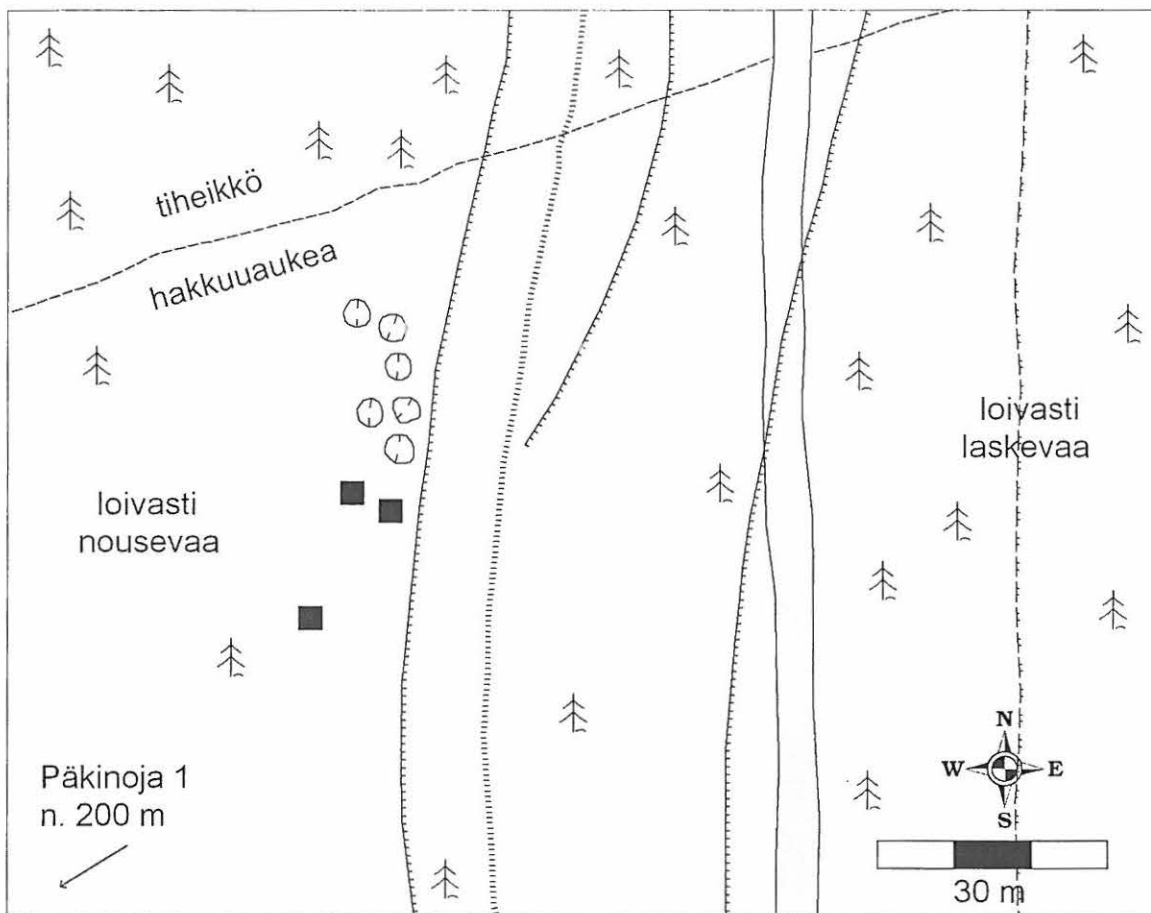 tiheikkö
hakkuuaukea
loivasti
laskevaa
loivasti
nousevaa
Päkinoja 1
n. 200 m
N
W E
S
30 m